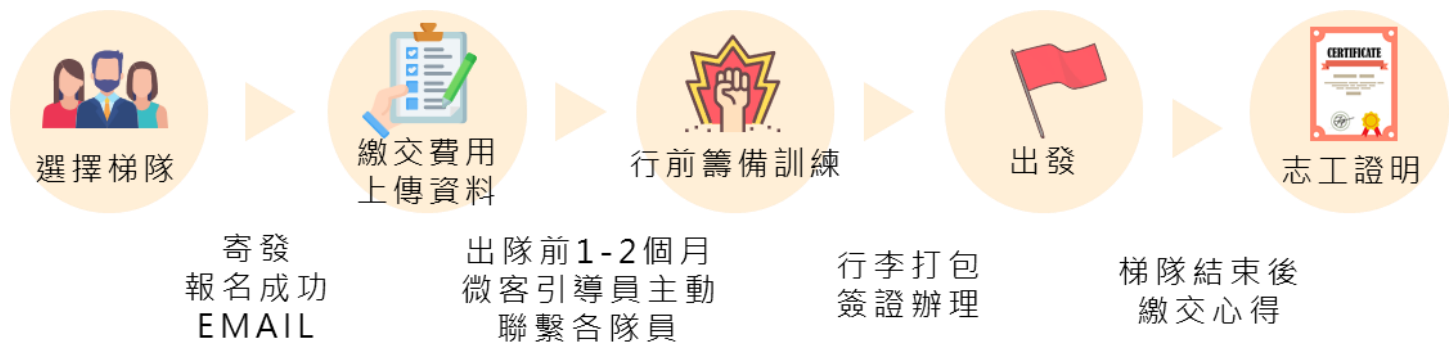 選擇梯隊
繳交費用
上傳資料
行前籌備訓練
出發
CERTIFICATE
志工證明
寄發
報名成功
EMAIL
出隊前1-2個月
微客引導員主動
聯繫各隊員
行李打包
簽證辦理
梯隊結束後
繳交心得